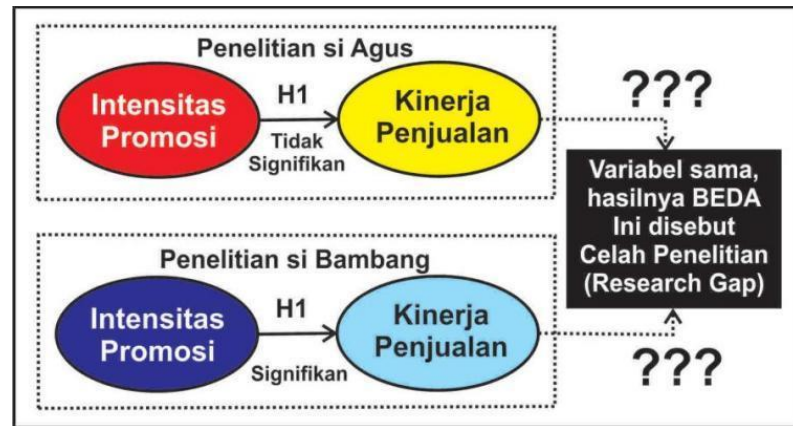 Penelitian si Agus
Intensitas
Promosi
H1
Tidak
Signifikan
Kinerja
Penjualan
???
Variabel sama,
hasilnya BEDA
Ini disebut
Celah Penelitian
(Research Gap)
Penelitian si Bambang
Intensitas
Promosi
H1
Signifikan
Kinerja
Penjualan
???